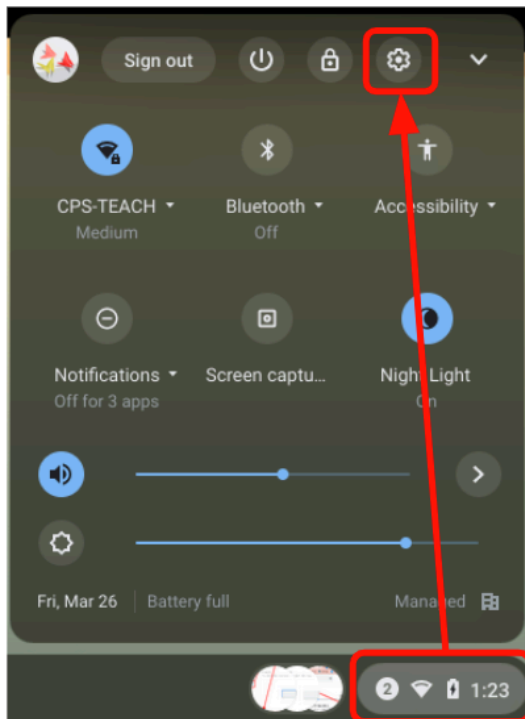 Sign out
CPS-TEACH Bluetooth Accessibility
Medium Off
Notifications Screen captu... Night Light
Off for 3 apps On
Fri, Mar 26 Battery full Managed
2 1:23